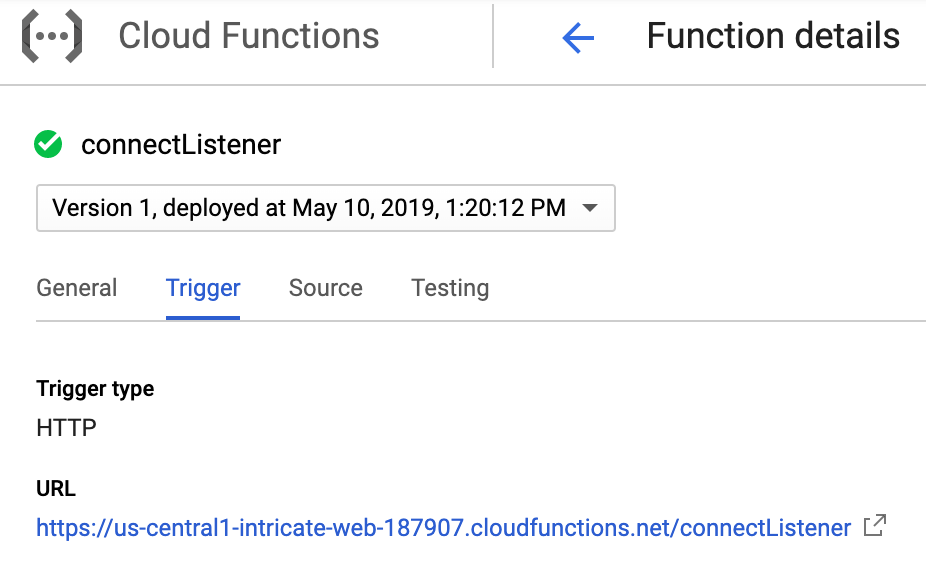 Cloud Functions
Function details
connectListener
Version 1, deployed at May 10, 2019, 1:20:12 PM
General Trigger Source Testing
Trigger type
HTTP
URL
https://us-central1-intricate-web-187907.cloudfunctions.net/connectListener